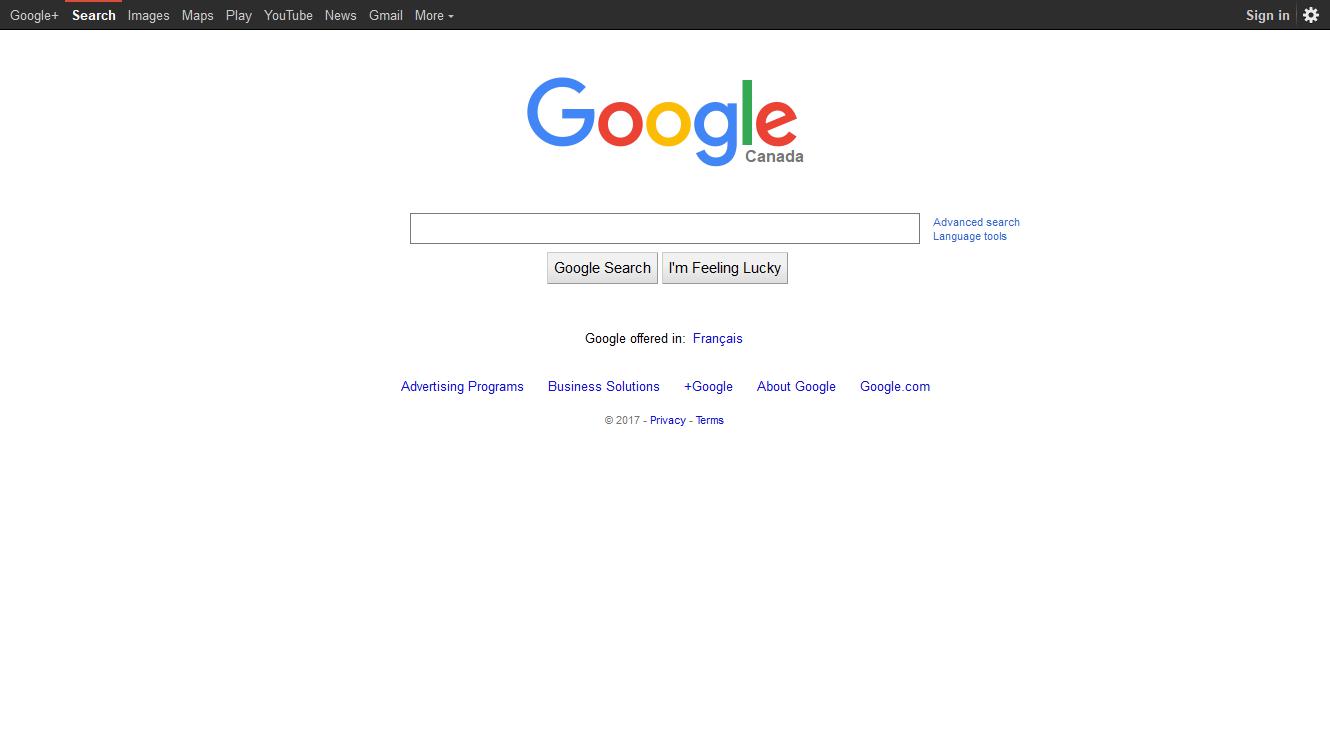 Google+ Search Images Maps Play YouTube News Gmail More Sign in
Google
Canada
Advanced search
Language tools
Google Search I'm Feeling Lucky
Google offered in: Français
Advertising Programs Business Solutions +Google About Google Google.com
© 2017 - Privacy - Terms